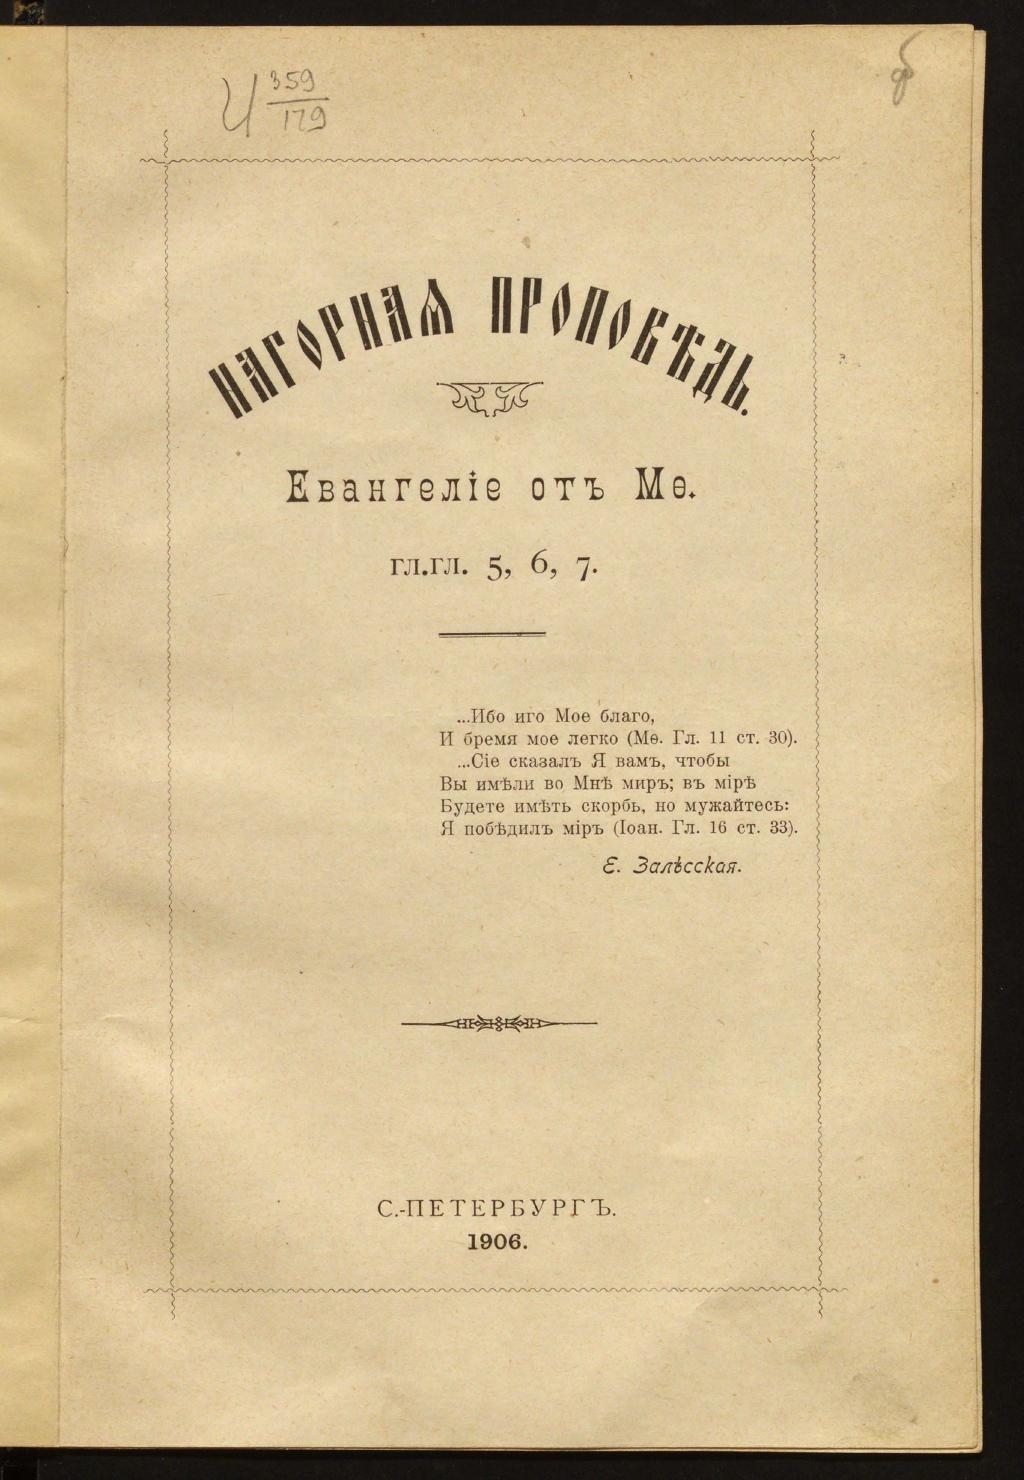 359
179
НАГОРНАѦ ПРОПОВѢДЬ.
Евангеліе отъ Мѳ.
гл.гл. 5, 6, 7.
...Ибо иго Мое благо,
И бремя мое легко (Мѳ. Гл. 11 ст. 30).
...Сіе сказалъ Я вамъ, чтобы
Вы имѣли во Мнѣ миръ; въ мірѣ
Будете имѣть скорбь, но мужайтесь:
Я побѣдилъ міръ (Іоан. Гл. 16 ст. 33).
Е. Залѣсская.
С.-ПЕТЕРБУРГЪ.
1906.